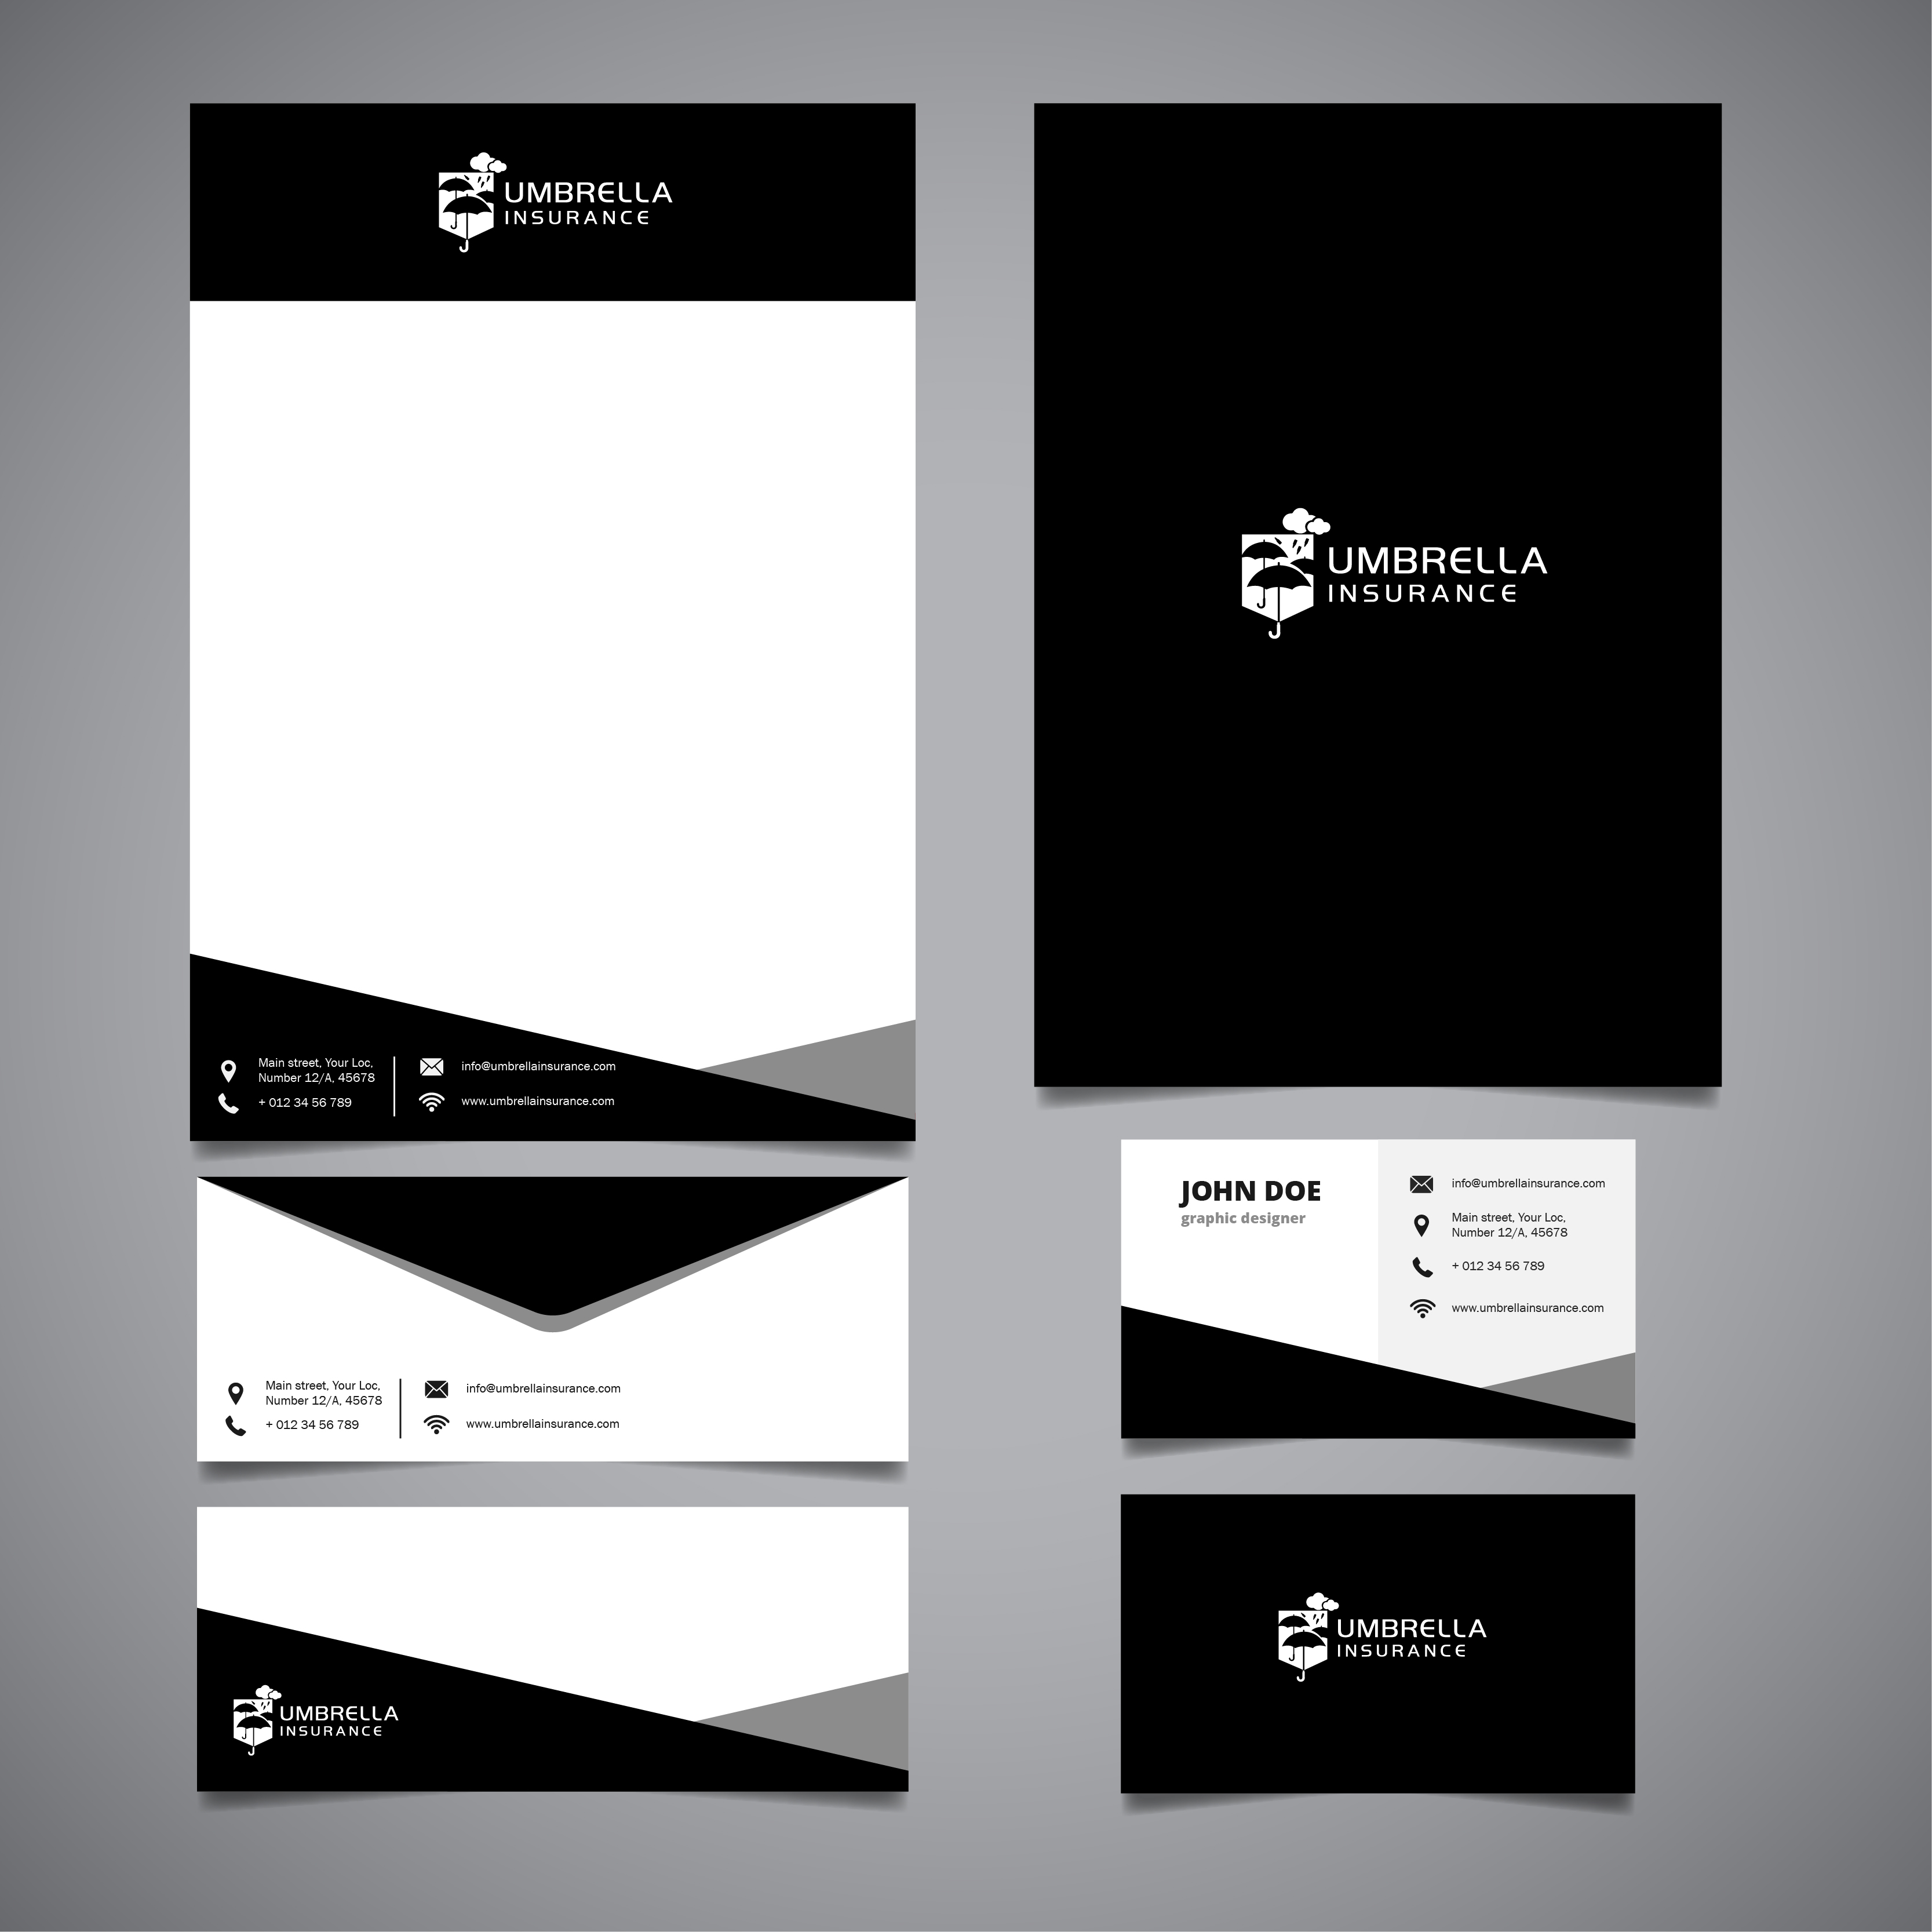 UMBRELLA
INSURANCE
Main street, Your Loc,
Number 12/A, 45678
+ 012 34 56 789
info@umbrellainsurance.com
www.umbrellainsurance.com
UMBRELLA
INSURANCE
Main street, Your Loc,
Number 12/A, 45678
+ 012 34 56 789
info@umbrellainsurance.com
www.umbrellainsurance.com
JOHN DOE
graphic designer
info@umbrellainsurance.com
Main street, Your Loc,
Number 12/A, 45678
+ 012 34 56 789
www.umbrellainsurance.com
UMBRELLA
INSURANCE
UMBRELLA
INSURANCE